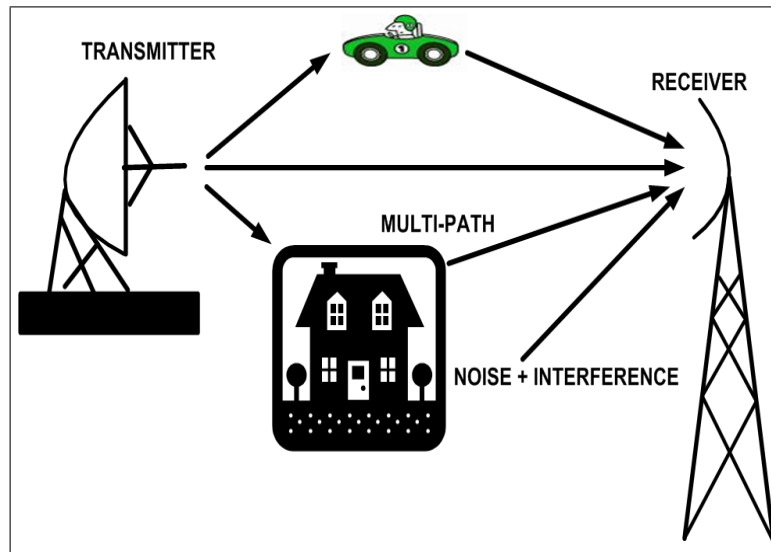 TRANSMITTER
1
RECEIVER
MULTI-PATH
NOISE + INTERFERENCE